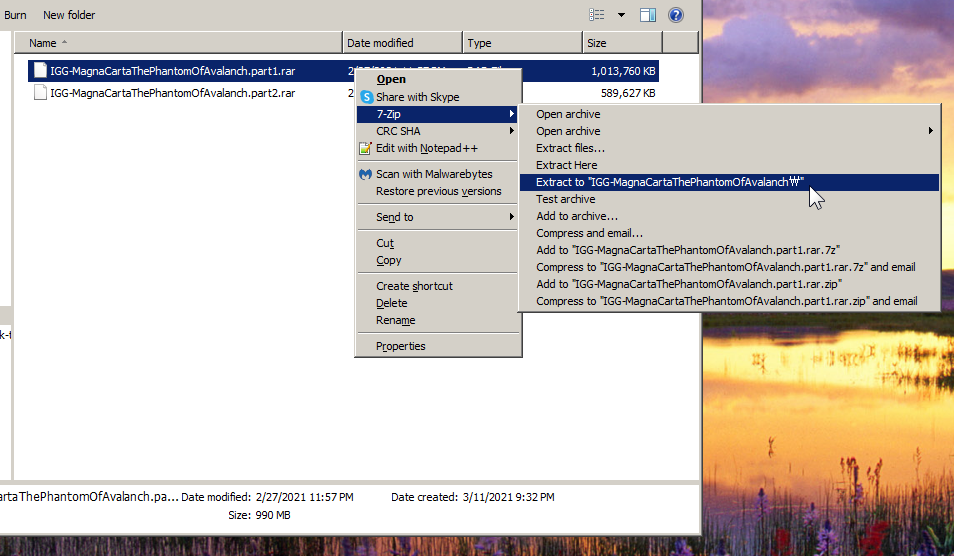 Burn New folder
Name Date modified Type Size
IGG-MagnaCartaThePhantomOfAvalanch.part1.rar 1,013,760 KB
IGG-MagnaCartaThePhantomOfAvalanch.part2.rar 589,627 KB
Open
Share with Skype
7-Zip
CRC SHA
Edit with Notepad++
Scan with Malwarebytes
Restore previous versions
Send to
Cut
Copy
Create shortcut
Delete
Rename
Properties
Open archive
Open archive
Extract files...
Extract Here
Extract to "IGG-MagnaCartaThePhantomOfAvalanch₩"
Test archive
Add to archive...
Compress and email...
Add to "IGG-MagnaCartaThePhantomOfAvalanch.part1.rar.7z"
Compress to "IGG-MagnaCartaThePhantomOfAvalanch.part1.rar.7z" and email
Add to "IGG-MagnaCartaThePhantomOfAvalanch.part1.rar.zip"
Compress to "IGG-MagnaCartaThePhantomOfAvalanch.part1.rar.zip" and email
artaThePhantomOfAvalanch.pa... Date modified: 2/27/2021 11:57 PM Date created: 3/11/2021 9:32 PM
Size: 990 MB